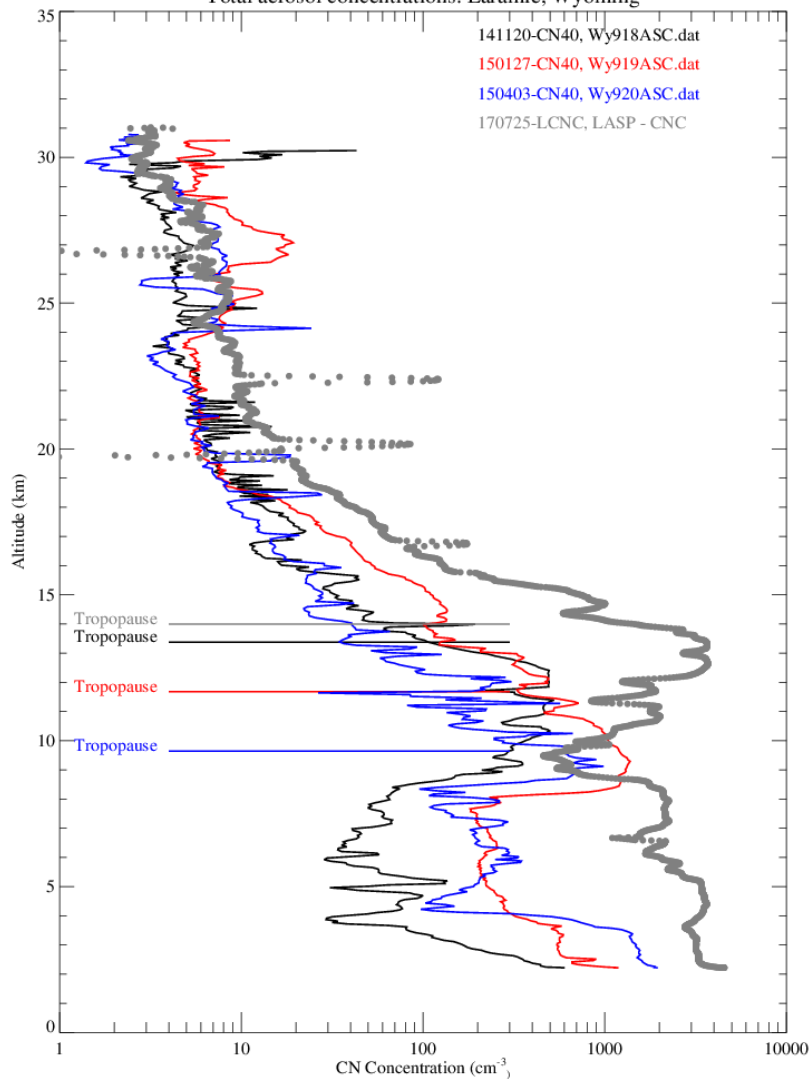 Total aerosol concentrations: Laramie, Wyoming
35
141120-CN40, Wy918ASC.dat
150127-CN40, Wy919ASC.dat
150403-CN40, Wy920ASC.dat
170725-LCNC, LASP - CNC
30
25
20
Altitude (km)
15
Tropopause
Tropopause
Tropopause
Tropopause
10
5
0
1 10 100 1000 10000
CN Concentration (cm⁻³)